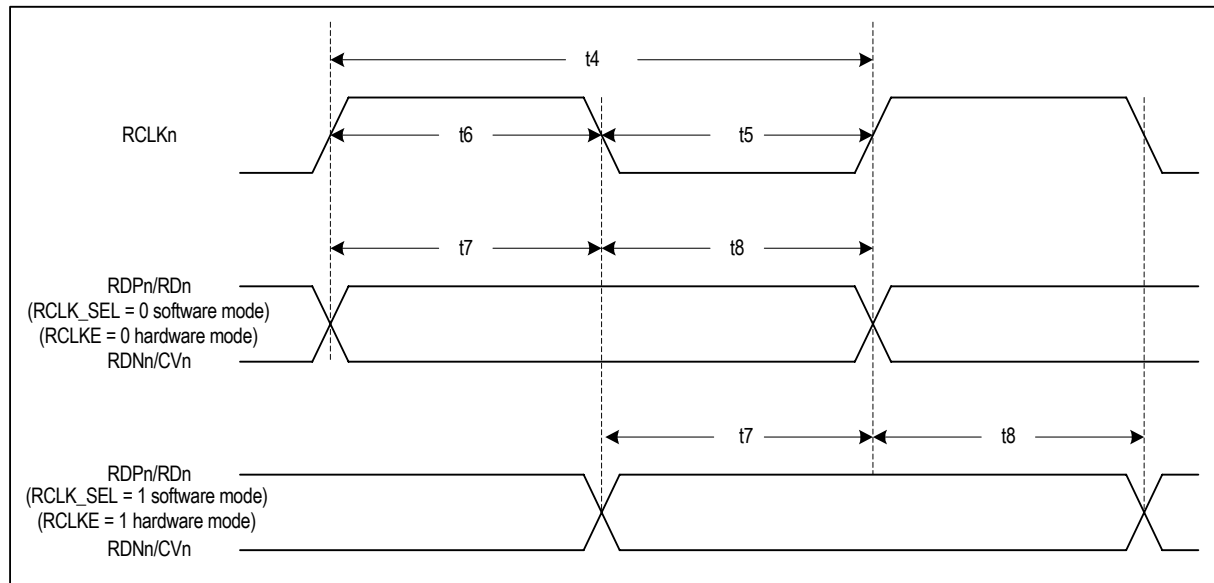 t4
RCLKn
t6
t5
t7
t8
RDPn/RDn
(RCLK_SEL = 0 software mode)
(RCLKE = 0 hardware mode)
RDNn/CVn
t7
t8
RDPn/RDn
(RCLK_SEL = 1 software mode)
(RCLKE = 1 hardware mode)
RDNn/CVn